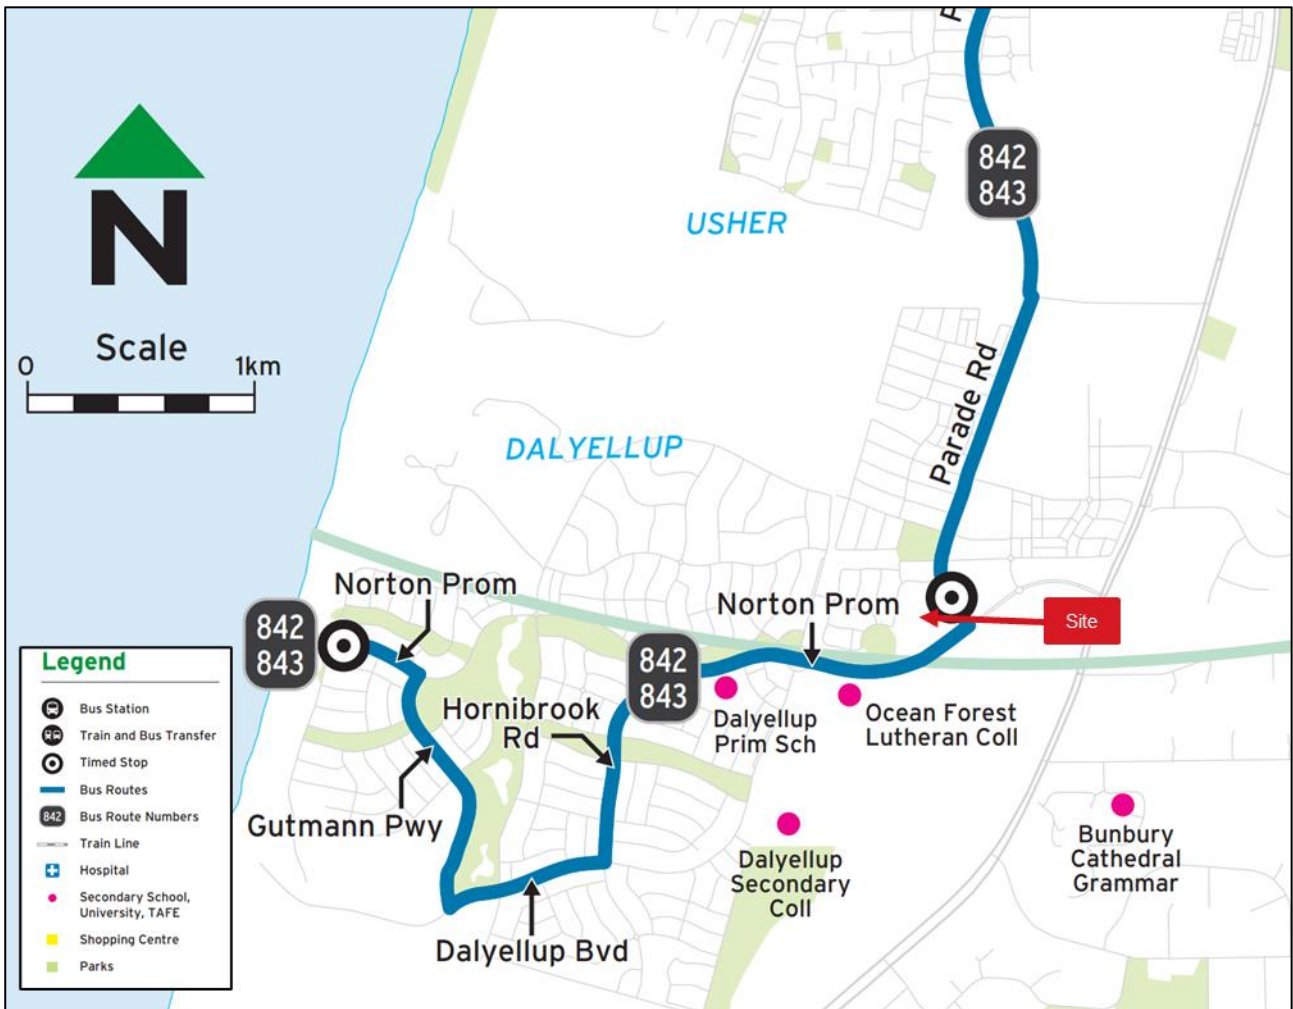 P
842
843
N
USHER
Scale
0
1km
Parade Rd
DALYELLUP
Norton Prom
Norton Prom
Site
842
843
842
843
Hornibrook
Rd
Dalyellup
Prim Sch
Ocean Forest
Lutheran Coll
Gutmann Pwy
Dalyellup
Secondary
Coll
Bunbury
Cathedral
Grammar
Dalyellup Bvd
Legend
Bus Station
Train and Bus Transfer
Timed Stop
Bus Routes
842
Bus Route Numbers
Train Line
Hospital
Secondary School,
University, TAFE
Shopping Centre
Parks